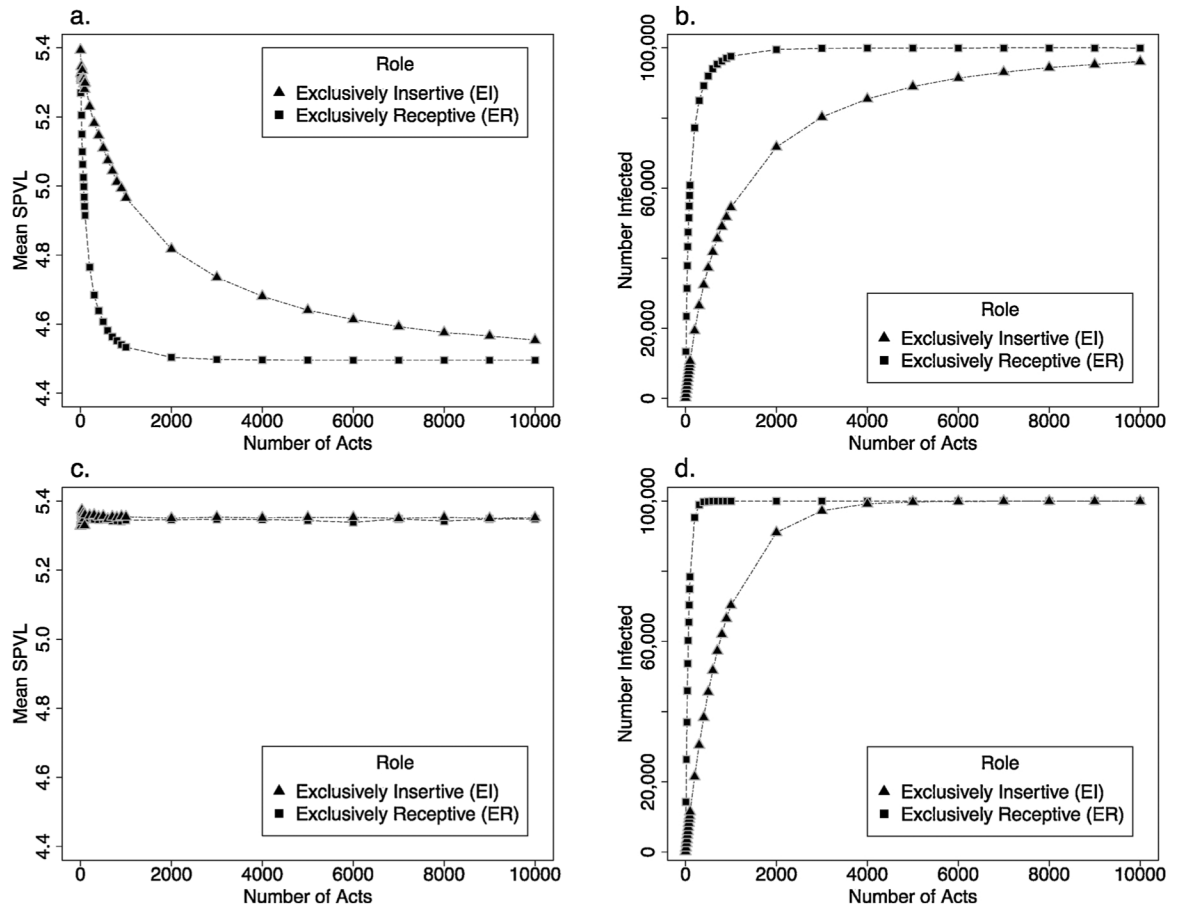 a.
Mean SPVL
5.4
5.2
5.0
4.8
4.6
4.4
Role
Exclusively Insertive (EI)
Exclusively Receptive (ER)
0 2000 4000 6000 8000 10000
Number of Acts
b.
Number Infected
100,000
60,000
20,000
0
Role
Exclusively Insertive (EI)
Exclusively Receptive (ER)
0 2000 4000 6000 8000 10000
Number of Acts
c.
Mean SPVL
5.4
5.2
5.0
4.8
4.6
4.4
Role
Exclusively Insertive (EI)
Exclusively Receptive (ER)
0 2000 4000 6000 8000 10000
Number of Acts
d.
Number Infected
100,000
60,000
20,000
0
Role
Exclusively Insertive (EI)
Exclusively Receptive (ER)
0 2000 4000 6000 8000 10000
Number of Acts